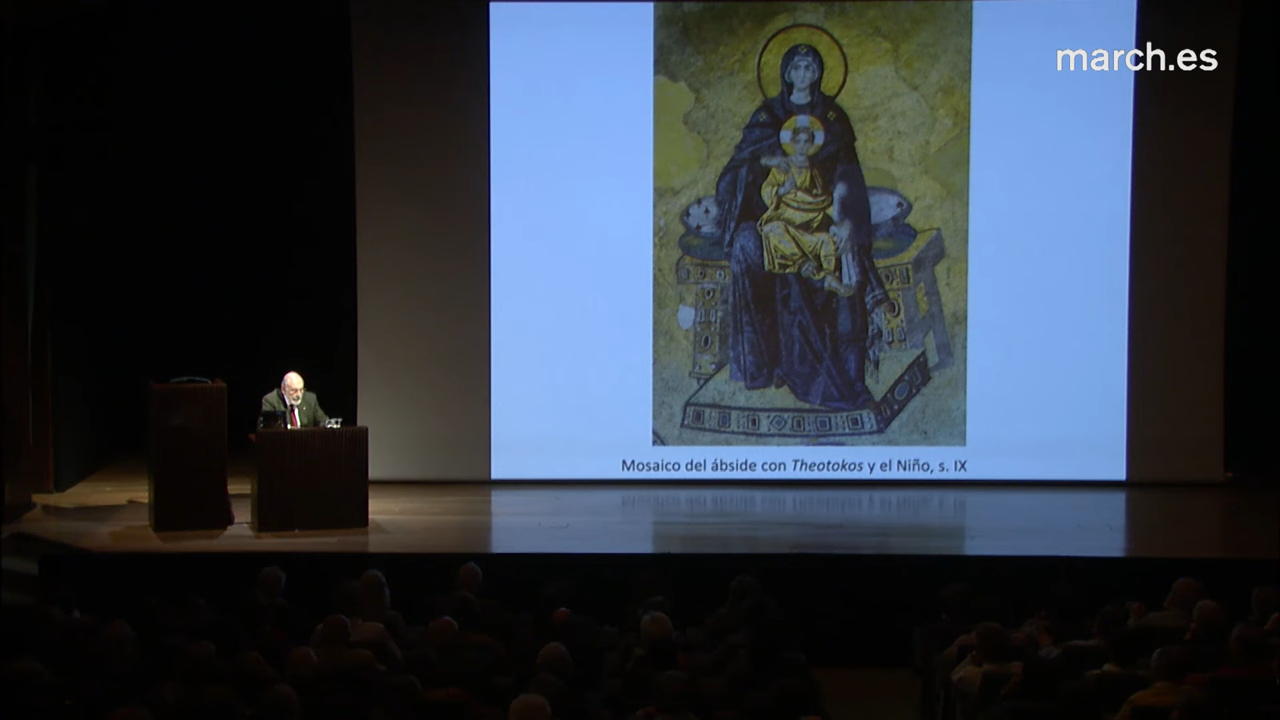 march.es
Mosaico del ábside con Theotokos y el Niño, s. IX